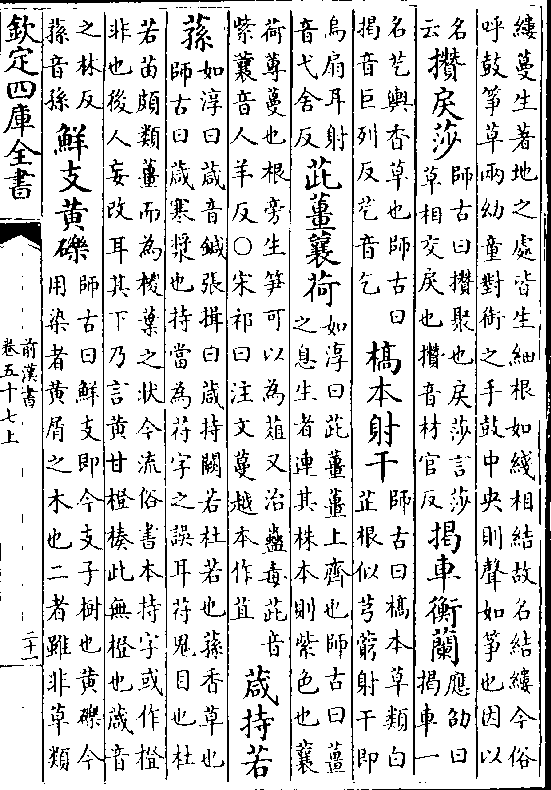 縷蔓生著地之處皆生細根如綫相結故名結縷今俗
呼鼓箏草兩幼童對銜之手鼓中央則聲如箏也因以
名云攢戾莎師古曰攢聚也戾莎言莎草相交戾也攢音材官反揭車衡蘭應劭曰揭車一
名芞輿香草也師古曰揭音巨列反芞音乞槁本射干師古曰槁本草類白芷根似芎藭射干即
烏扇耳射音弋舍反茈薑蘘荷如淳曰茈薑薑上齊也師古曰薑之息生者連其株本則紫色也蘘
荷蓴蔓也根旁生笋可以為葅又治蠱毒茈音紫蘘音人羊反○宋祁曰注文蔓越本作苴葴持若
蓀如淳曰葴音鍼張揖曰葴持闕若杜若也蓀香草也師古曰葴寒漿也持當為苻字之誤耳苻鬼目也杜
若苗頗類薑而為椶葉之狀今流俗書本持字或作橙
非也後人妄改耳其下乃言黄甘橙楱此無橙也葴音
之林反蓀音孫鮮支黄礫師古曰鮮支即今支子樹也黄礫今用染者黄屑之木也二者雖非草類
欽定四庫全書
前漢書
卷五十七上
二十一